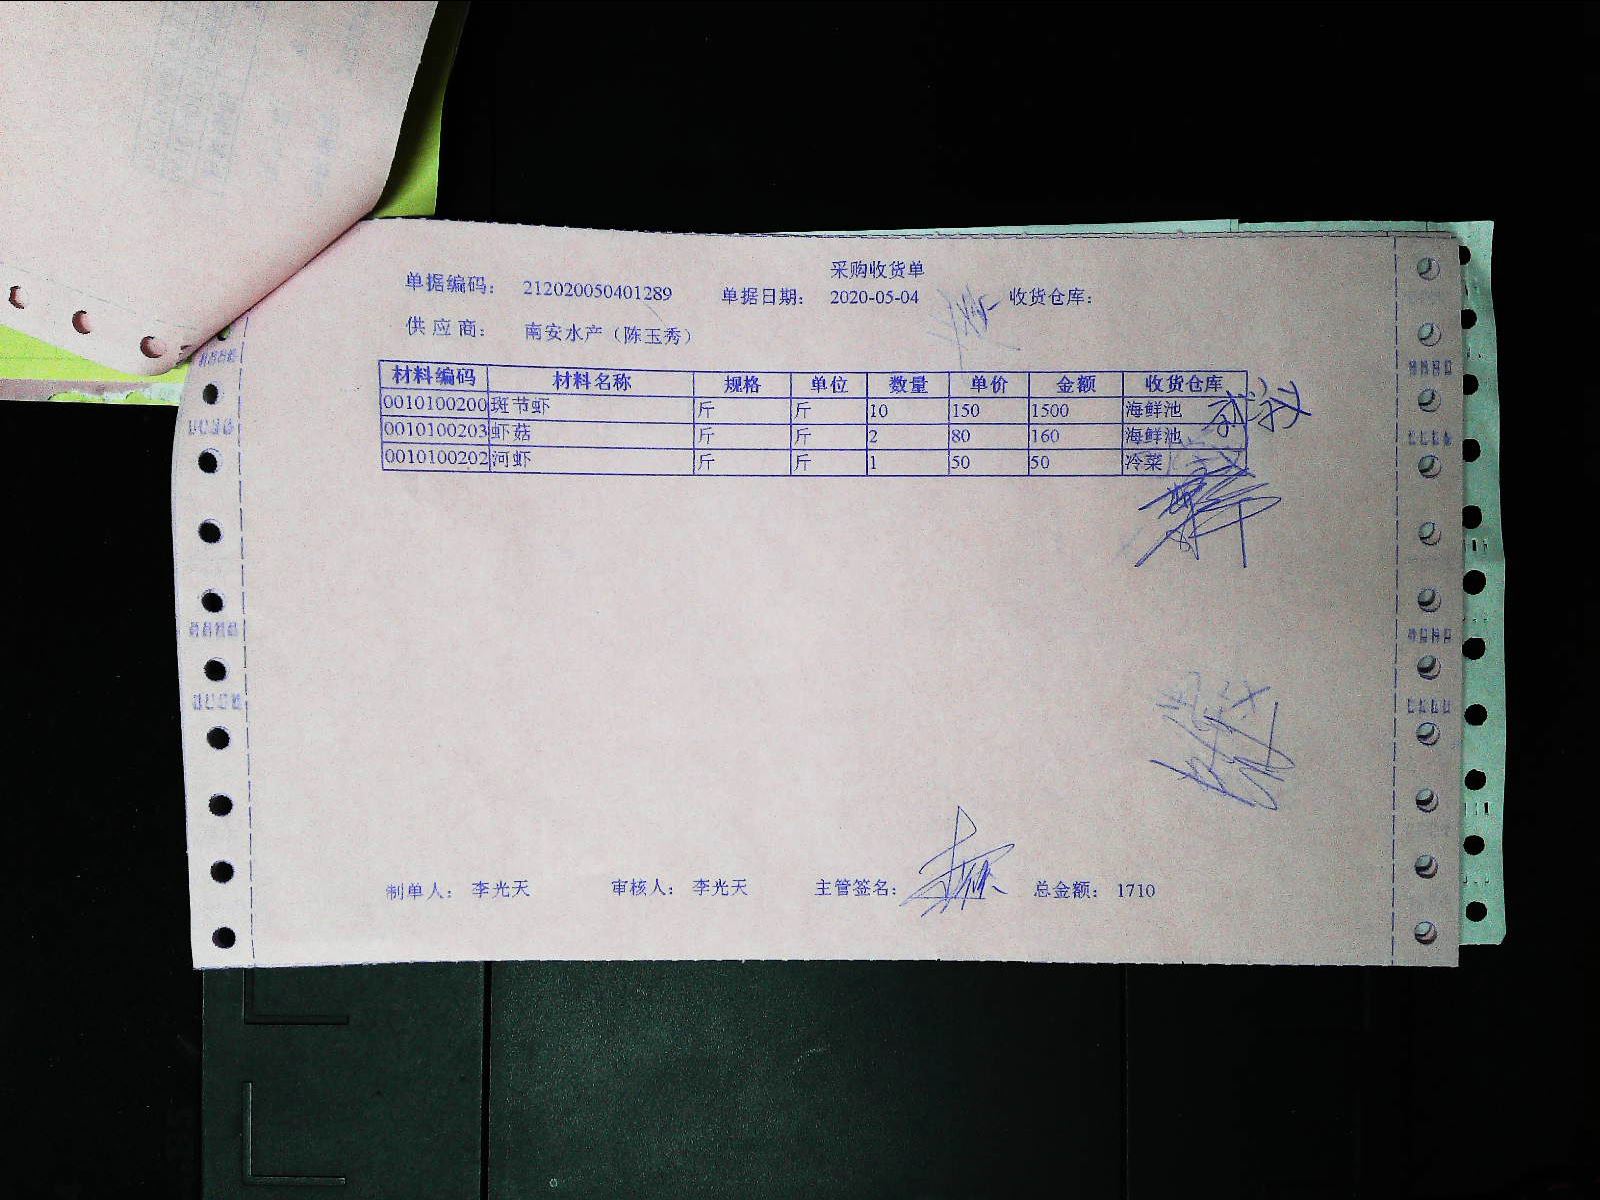 采购收货单
单据编码： 212020050401289 单据日期： 2020-05-04 收货仓库：
供应商： 南安水产（陈玉秀）
材料编码 材料名称 规格 单位 数量 单价 金额 收货仓库
0010100200 斑节虾 斤 斤 10 150 1500 海鲜池
0010100203 虾菇 斤 斤 2 80 160 海鲜池
0010100202 河虾 斤 斤 1 50 50 冷菜
制单人： 李光天 审核人： 李光天 主管签名： 总金额： 1710